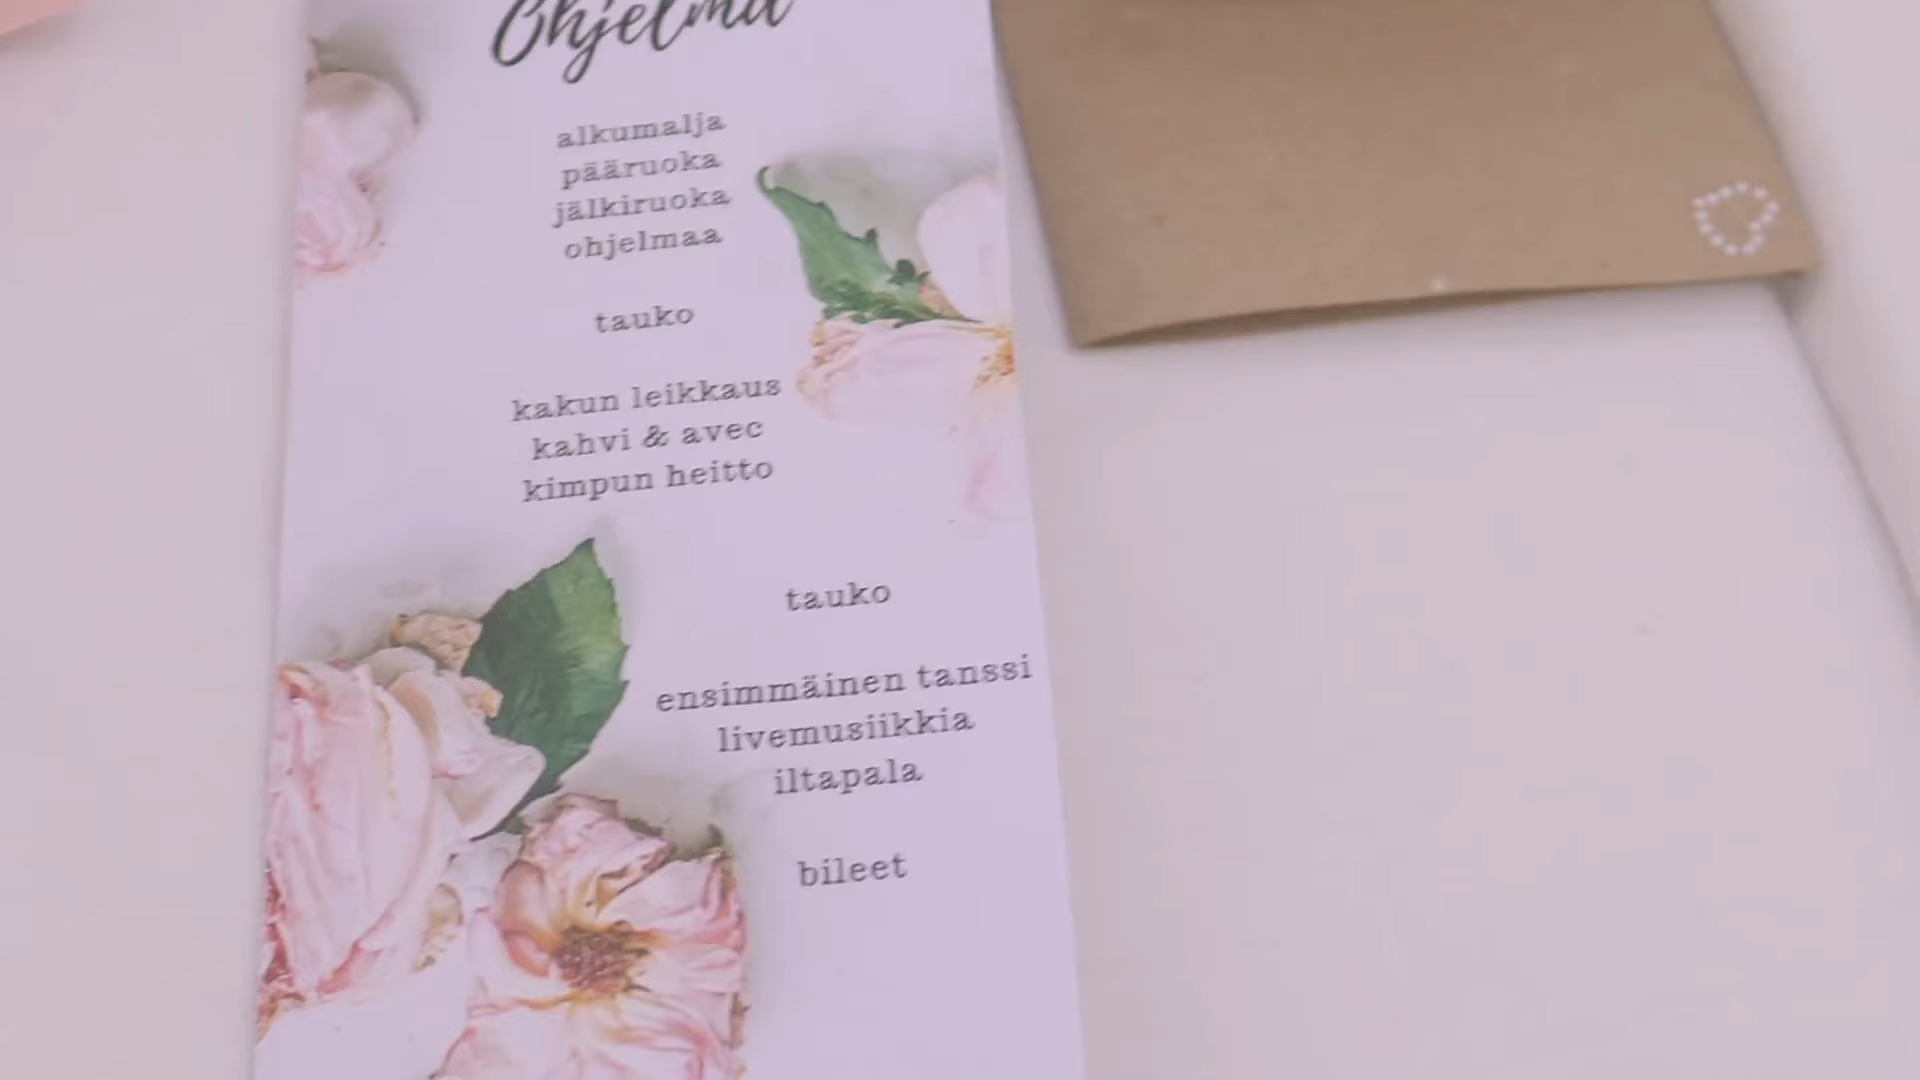 Ohjelma
alkumalja
pääruoka
jälkiruoka
ohjelmaa
tauko
kakun leikkaus
kahvi & avec
kimpun heitto
tauko
ensimmäinen tanssi
livemusiikkia
iltapala
bileet